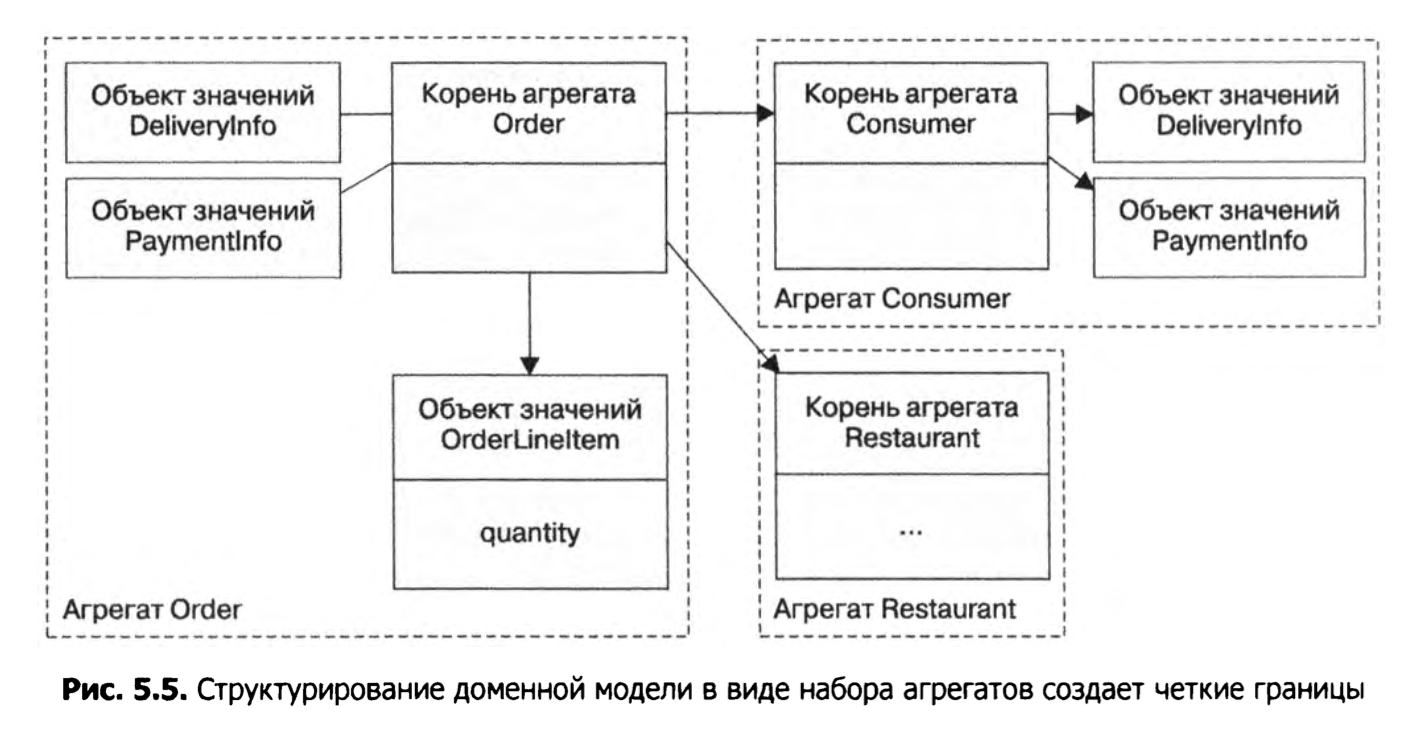 Объект значений
DeliveryInfo
Корень агрегата
Order
Корень агрегата
Consumer
Объект значений
DeliveryInfo
Объект значений
PaymentInfo
Объект значений
PaymentInfo
Агрегат Consumer
Объект значений
OrderLineItem
quantity
Корень агрегата
Restaurant
...
Агрегат Order
Агрегат Restaurant
Рис. 5.5. Структурирование доменной модели в виде набора агрегатов создает четкие границы